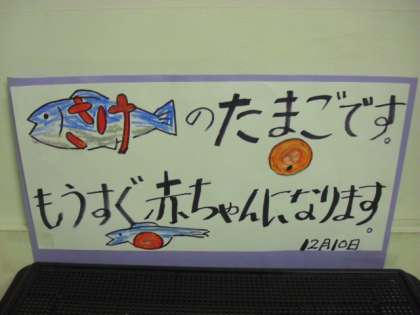 さけのたまごです。
もうすぐ赤ちゃんになります。
12月10日